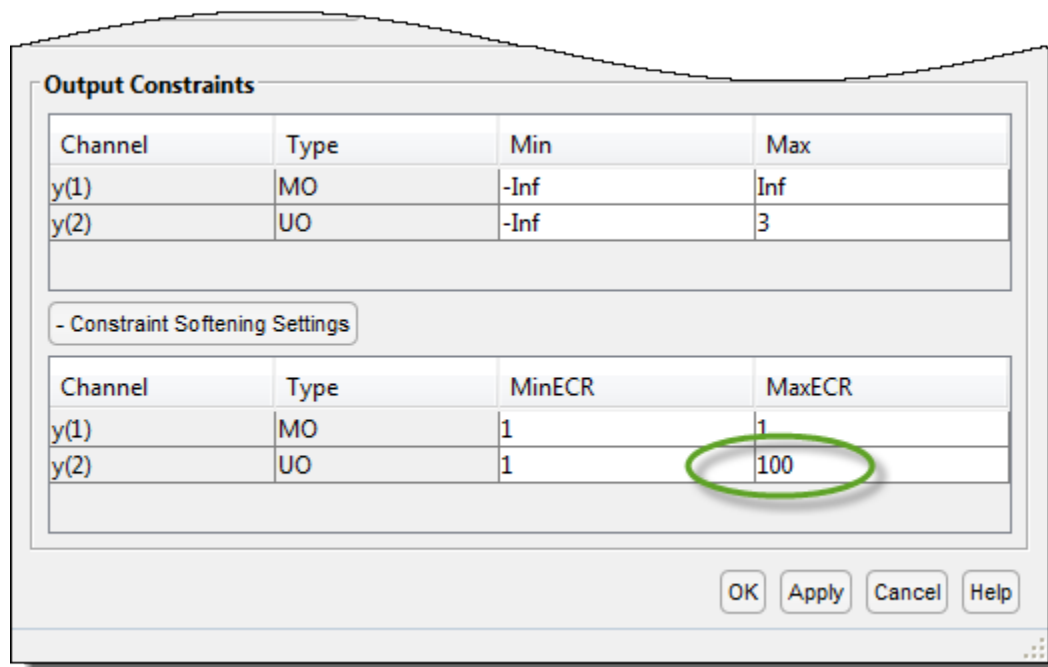 Output Constraints
Channel Type Min Max
y(1) MO -Inf Inf
y(2) UO -Inf 3
- Constraint Softening Settings
Channel Type MinECR MaxECR
y(1) MO 1 1
y(2) UO 1 100
OK Apply Cancel Help